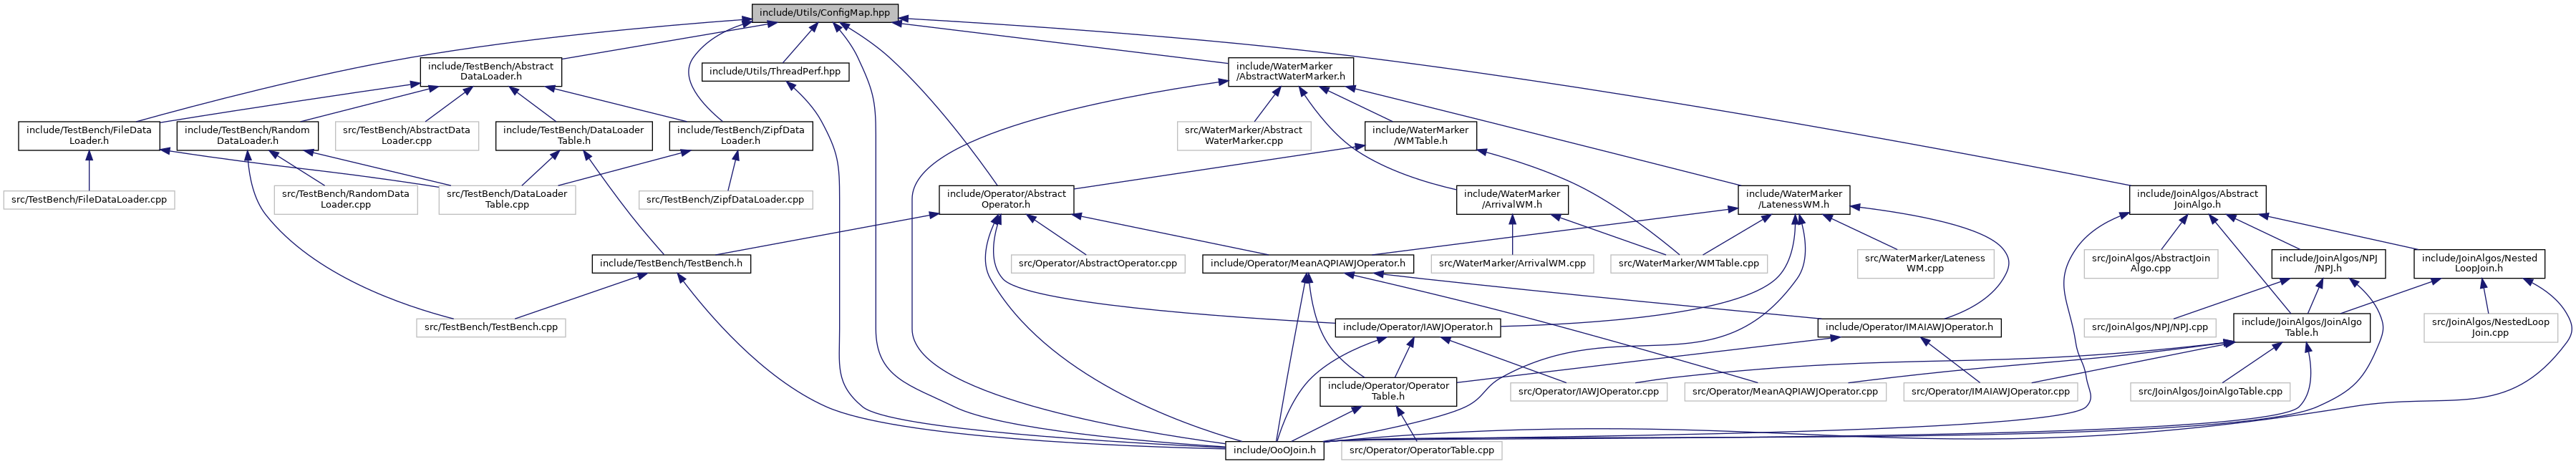 include/Utils/ConfigMap.hpp
include/TestBench/Abstract
DataLoader.h
include/Utils/ThreadPerf.hpp
include/WaterMarker
/AbstractWaterMarker.h
include/TestBench/FileData
Loader.h
include/TestBench/Random
DataLoader.h
src/TestBench/AbstractData
Loader.cpp
include/TestBench/DataLoader
Table.h
include/TestBench/ZipfData
Loader.h
src/WaterMarker/Abstract
WaterMarker.cpp
include/WaterMarker
/WMTable.h
src/TestBench/FileDataLoader.cpp
src/TestBench/RandomData
Loader.cpp
src/TestBench/DataLoader
Table.cpp
src/TestBench/ZipfDataLoader.cpp
include/Operator/Abstract
Operator.h
include/WaterMarker
/ArrivalWM.h
include/WaterMarker
/LatenessWM.h
include/JoinAlgos/Abstract
JoinAlgo.h
include/TestBench/TestBench.h
src/Operator/AbstractOperator.cpp
include/Operator/MeanAQPIAWJOperator.h
src/WaterMarker/ArrivalWM.cpp
src/WaterMarker/WMTable.cpp
src/WaterMarker/Lateness
WM.cpp
src/JoinAlgos/AbstractJoin
Algo.cpp
include/JoinAlgos/NPJ
/NPJ.h
include/JoinAlgos/Nested
LoopJoin.h
src/TestBench/TestBench.cpp
include/Operator/IAWJOperator.h
include/Operator/IMAIAWJOperator.h
src/JoinAlgos/NPJ/NPJ.cpp
include/JoinAlgos/JoinAlgo
Table.h
src/JoinAlgos/NestedLoop
Join.cpp
include/Operator/Operator
Table.h
src/Operator/IAWJOperator.cpp
src/Operator/MeanAQPIAWJOperator.cpp
src/Operator/IMAIAWJOperator.cpp
src/JoinAlgos/JoinAlgoTable.cpp
include/OoOJoin.h
src/Operator/OperatorTable.cpp